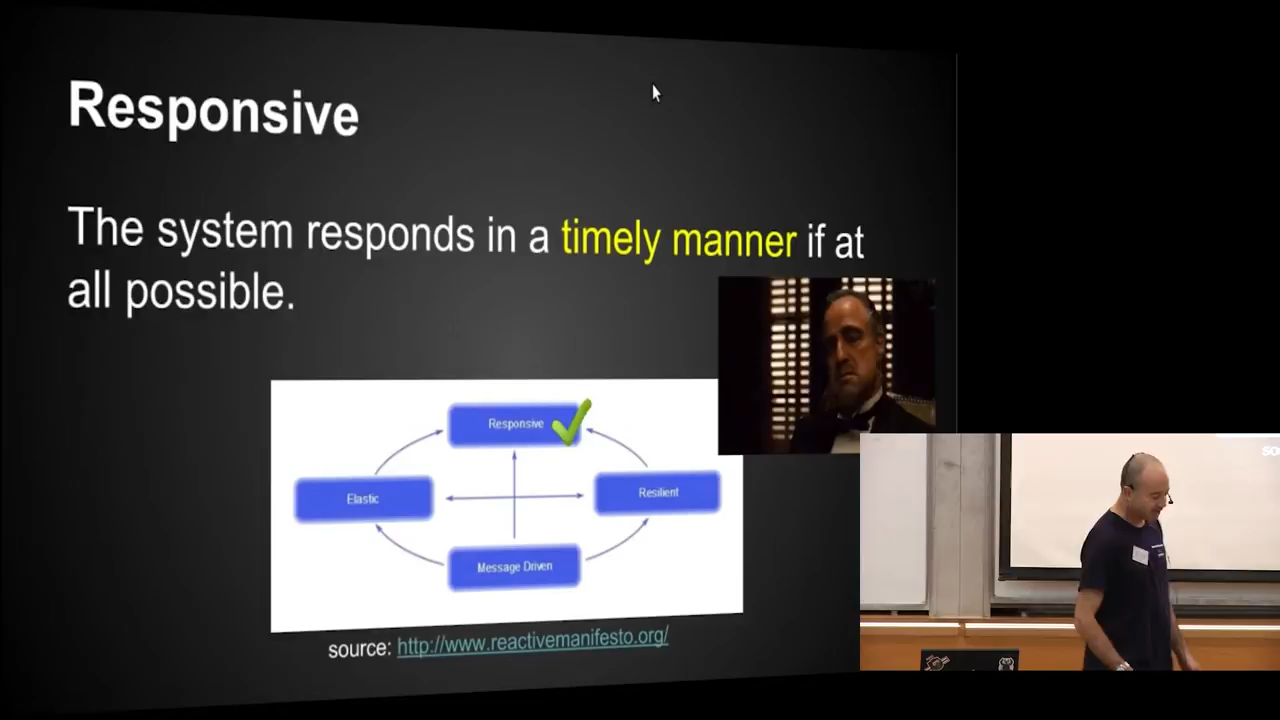 Responsive
The system responds in a timely manner if at
all possible.
Responsive
Elastic
Resilient
Message Driven
source: http://www.reactivemanifesto.org/